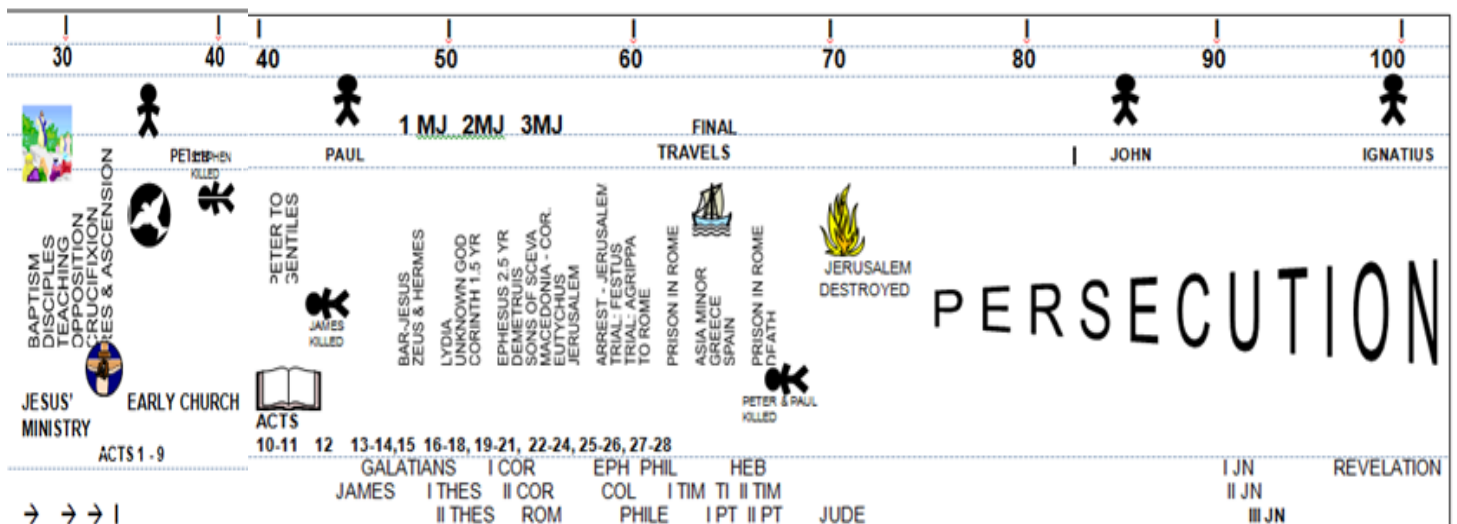 30 40 40 50 60 70 80 90 100
1 MJ 2MJ 3MJ FINAL
TRAVELS
PAUL JOHN IGNATIUS
KILLED
BAPTISM
DISCIPLES
TEACHING
OPPOSITION
CRUCIFIXION
RES & ASCENSION
PETER TO
GENTILES
JAMES
KILLED
BAR-JESUS
ZEUS & HERMES
LYDIA
UNKNOWN GOD
CORINTH 1.5 YR
EPHESUS 2.5 YR
DEMETRUIS
SONS OF SCEVA
MACEDONIA - COR.
EUTYCHUS
JERUSALEM
ARREST - JERUSALEM
TRIAL: FESTUS
TRIAL: AGRIPPA
TO ROME
PRISON IN ROME
ASIA MINOR
GREECE
SPAIN
PRISON IN ROME
DEATH
PETER & PAUL
KILLED
JERUSALEM
DESTROYED
PERSECUTION
JESUS'
MINISTRY
EARLY CHURCH
ACTS 1 - 9
ACTS
10-11 12 13-14,15 16-18, 19-21, 22-24, 25-26, 27-28
GALATIANS I COR EPH PHIL HEB I JN REVELATION
JAMES I THES II COR COL I TIM TI II TIM II JN
II THES ROM PHILE I PT II PT JUDE III JN